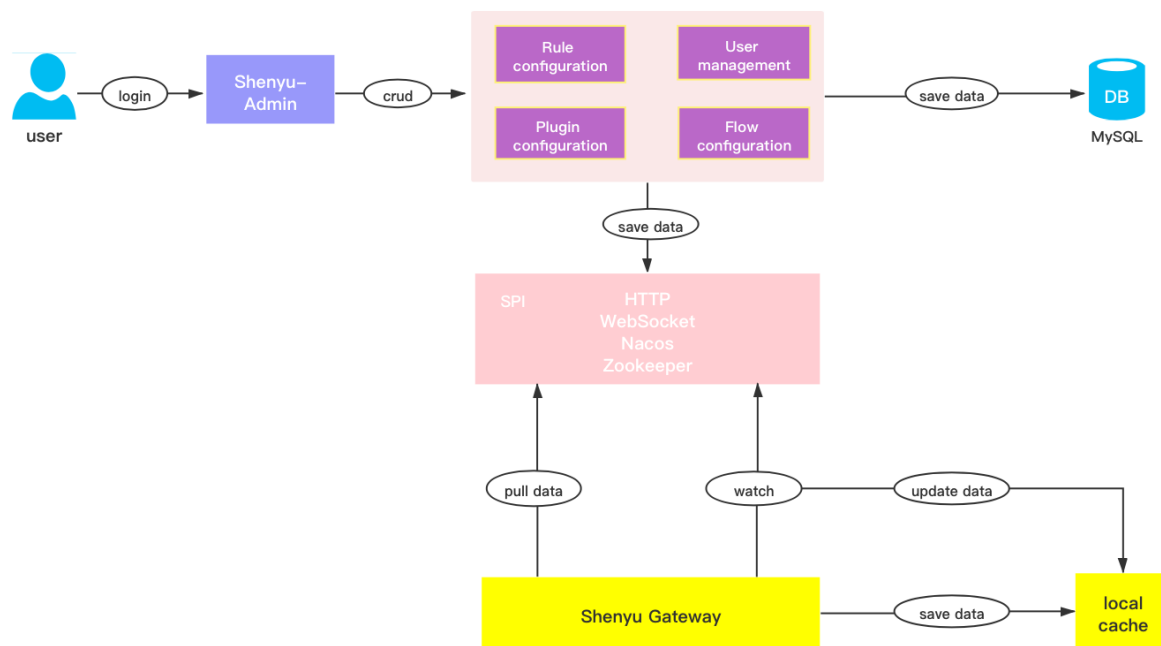 Rule
configuration
User
management
login
Shenyu-
Admin
crud
save data
DB
user
Plugin
configuration
Flow
configuration
MySQL
save data
SPI
HTTP
WebSocket
Nacos
Zookeeper
pull data
watch
update data
Shenyu Gateway
save data
local
cache